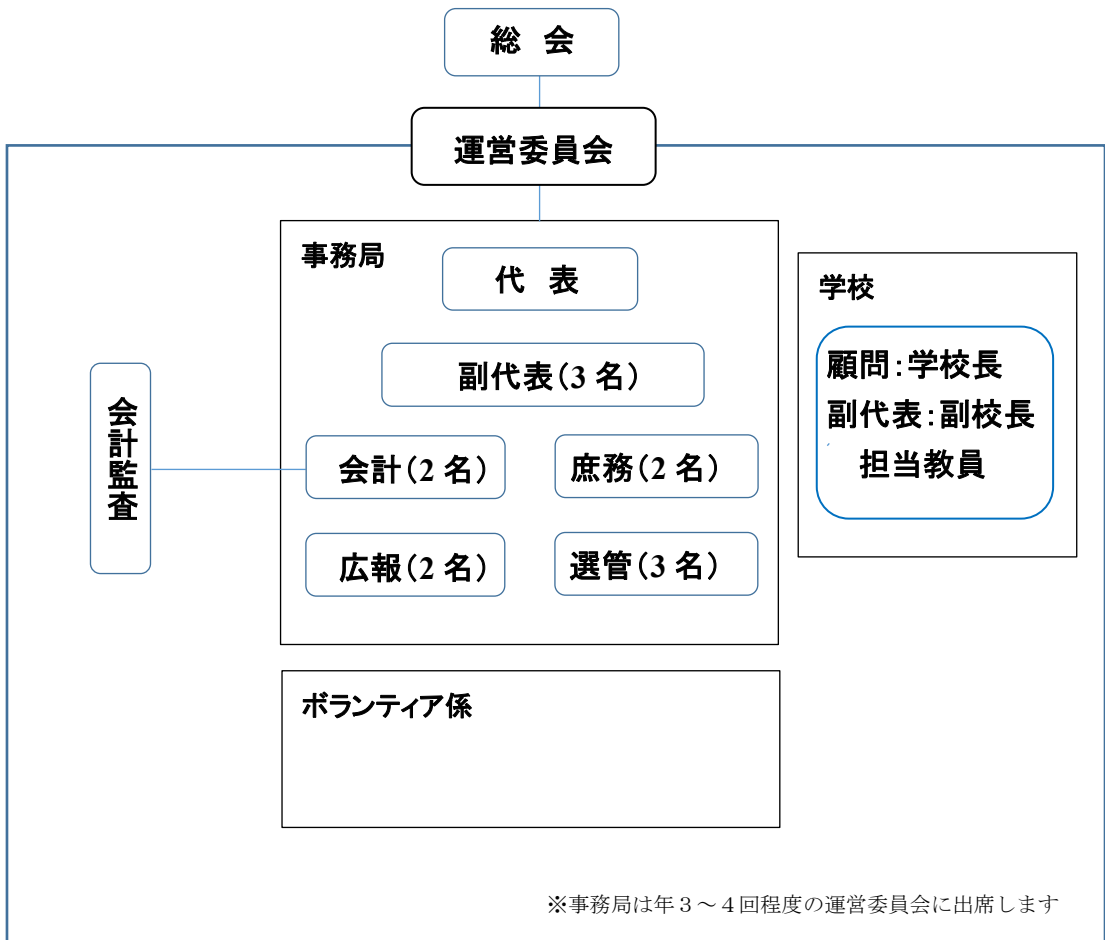 総 会
運営委員会
事務局
代 表
副代表(3 名)
会計(2 名)
庶務(2 名)
広報(2 名)
選管(3 名)
会計監査
学校
顧問:学校長
副代表:副校長
担当教員
ボランティア係
※事務局は年3~4回程度の運営委員会に出席します